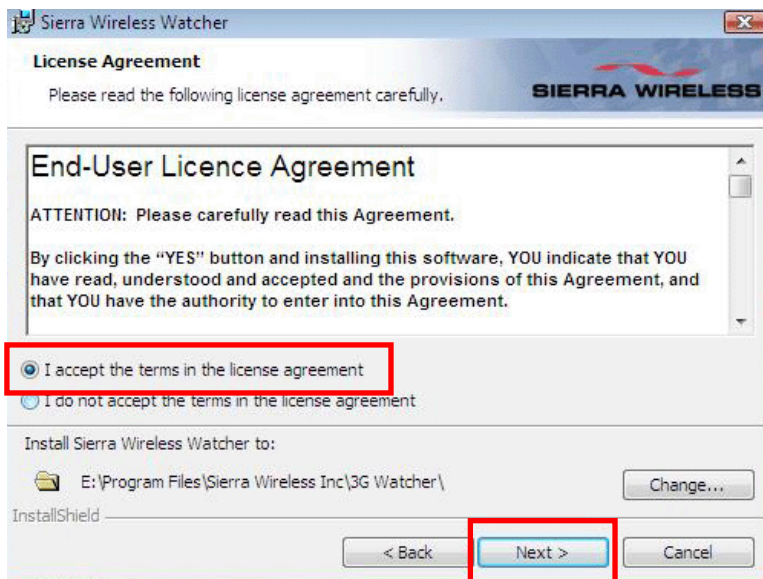 Sierra Wireless Watcher
License Agreement
Please read the following license agreement carefully.
SIERRA WIRELESS
End-User Licence Agreement
ATTENTION: Please carefully read this Agreement.
By clicking the “YES” button and installing this software, YOU indicate that YOU
have read, understood and accepted and the provisions of this Agreement, and
that YOU have the authority to enter into this Agreement.
I accept the terms in the license agreement
I do not accept the terms in the license agreement
Install Sierra Wireless Watcher to:
E:\Program Files\Sierra Wireless Inc\3G Watcher\
Change...
InstallShield
< Back
Next >
Cancel